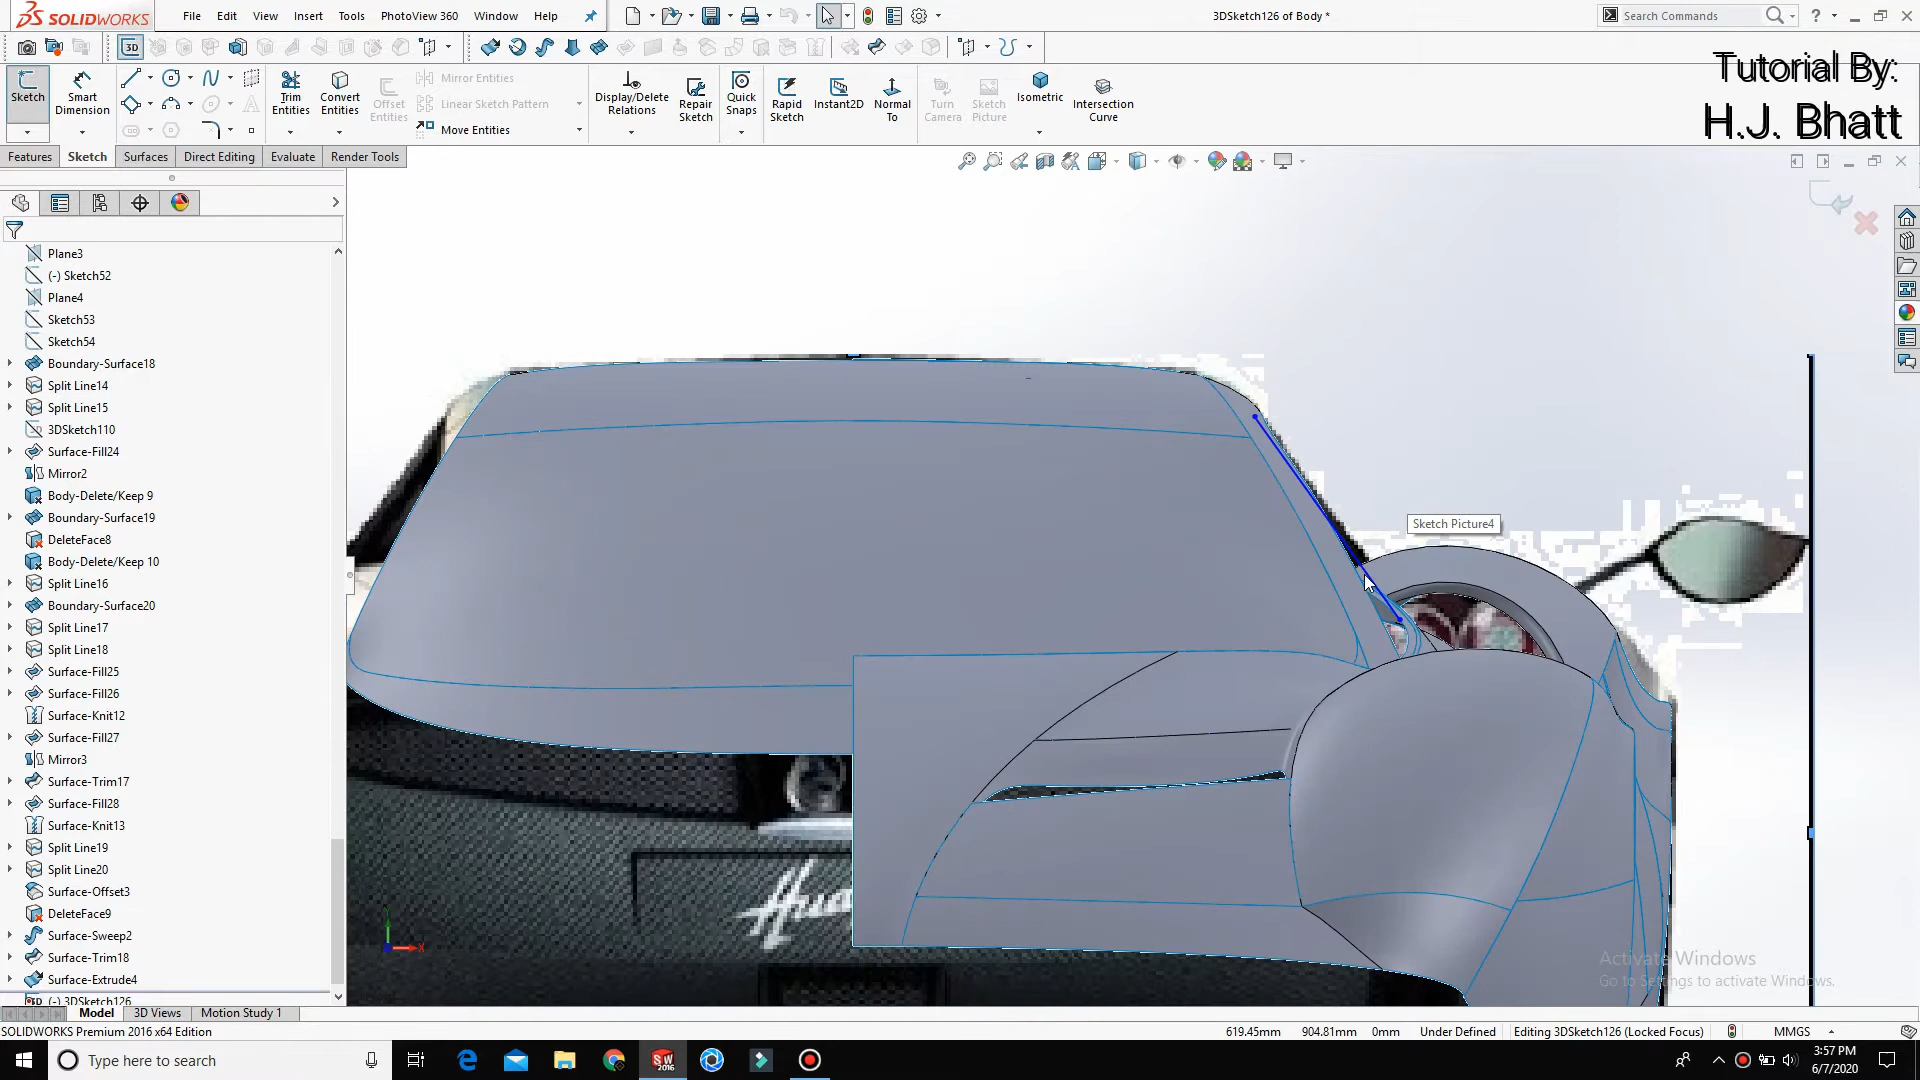 SOLIDWORKS
File Edit View Insert Tools PhotoView 360 Window Help
3DSketch126 of Body *
Search Commands
3D
Tutorial By:
H.J. Bhatt
Sketch
Smart Dimension
Trim Entities
Convert Entities
Offset Entities
Mirror Entities
Linear Sketch Pattern
Move Entities
Display/Delete Relations
Repair Sketch
Quick Snaps
Rapid Sketch
Instant2D
Normal To
Turn Camera
Sketch Picture
Isometric
Intersection Curve
Features Sketch Surfaces Direct Editing Evaluate Render Tools
Plane3
(-) Sketch52
Plane4
Sketch53
Sketch54
Boundary-Surface18
Split Line14
Split Line15
3DSketch110
Surface-Fill24
Mirror2
Body-Delete/Keep 9
Boundary-Surface19
DeleteFace8
Body-Delete/Keep 10
Split Line16
Boundary-Surface20
Split Line17
Split Line18
Surface-Fill25
Surface-Fill26
Surface-Knit12
Surface-Fill27
Mirror3
Surface-Trim17
Surface-Fill28
Surface-Knit13
Split Line19
Split Line20
Surface-Offset3
DeleteFace9
Surface-Sweep2
Surface-Trim18
Surface-Extrude4
(-) 3DSketch126
Sketch Picture4
Hua
Y
X
Activate Windows
Go to Settings to activate Windows.
Model 3D Views Motion Study 1
SOLIDWORKS Premium 2016 x64 Edition
619.45mm 904.81mm 0mm Under Defined Editing 3DSketch126 (Locked Focus) MMGS
Type here to search
SW 2016
3:57 PM
6/7/2020